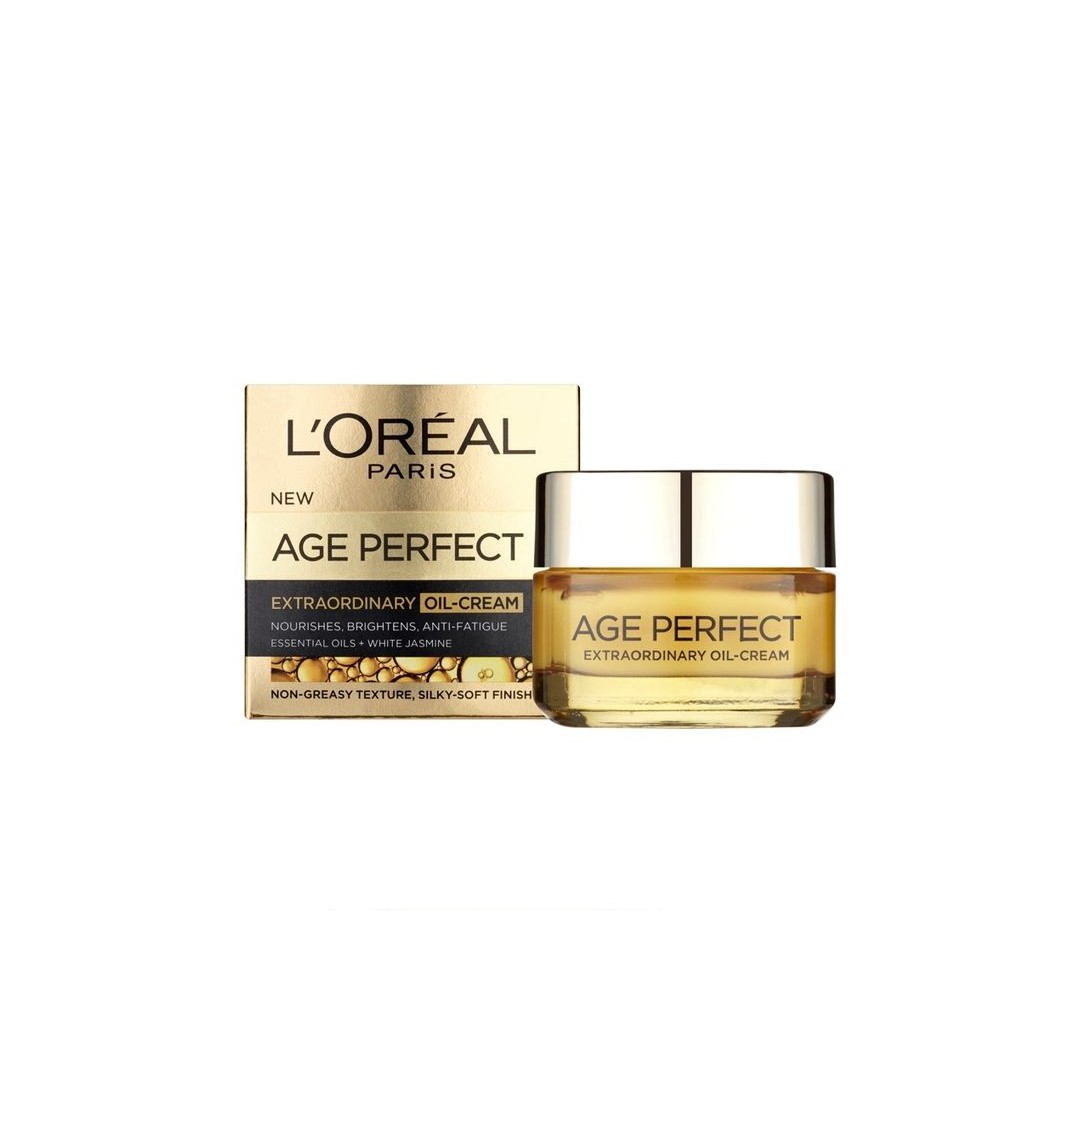 L'ORÉAL
PARiS
NEW
AGE PERFECT
EXTRAORDINARY OIL-CREAM
NOURISHES, BRIGHTENS, ANTI-FATIGUE
ESSENTIAL OILS + WHITE JASMINE
NON-GREASY TEXTURE, SILKY-SOFT FINISH
AGE PERFECT
EXTRAORDINARY OIL-CREAM